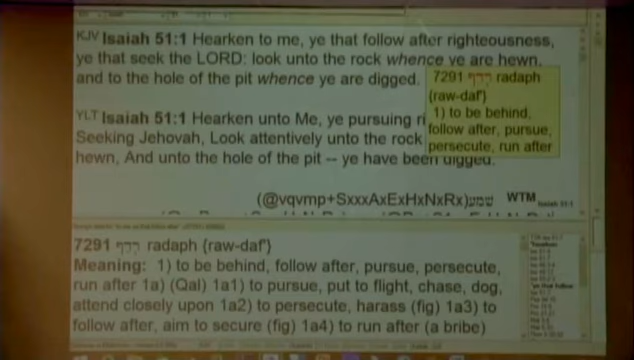 KJV Isaiah 51:1 Hearken to me, ye that follow after righteousness,
ye that seek the LORD: look unto the rock whence ye are hewn,
and to the hole of the pit whence ye are digged.
7291 רָדַף radaph
{raw-daf'}
1) to be behind,
follow after, pursue,
persecute, run after
YLT Isaiah 51:1 Hearken unto Me, ye pursuing
Seeking Jehovah, Look attentively unto the rock
hewn, And unto the hole of the pit -- ye have been digged.
(@vqvmp+SxxxAxExHxNxRx)שמע WTM Isaiah 51:1
7291 רָדַף radaph {raw-daf'}
Meaning: 1) to be behind, follow after, pursue, persecute,
run after 1a) (Qal) 1a1) to pursue, put to flight, chase, dog,
attend closely upon 1a2) to persecute, harass (fig) 1a3) to
follow after, aim to secure (fig) 1a4) to run after (a bribe)